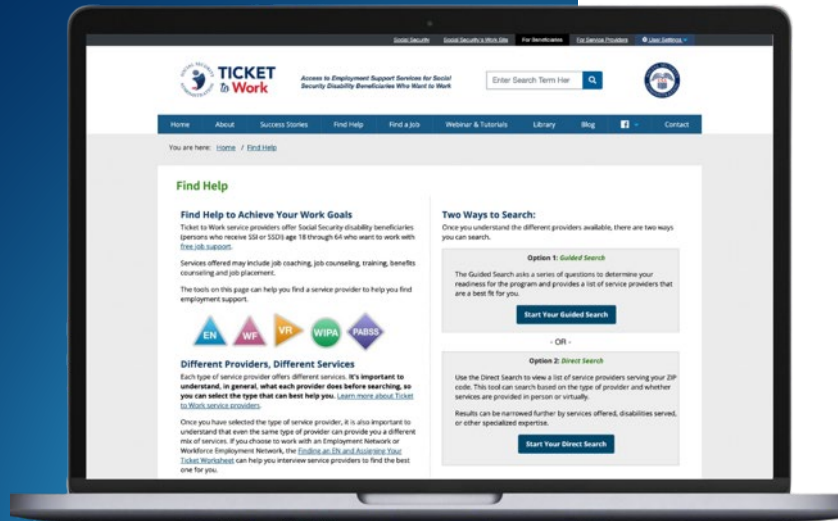 Social Security
Social Security's Work Site
For Beneficiaries
For Service Providers
User Settings
TICKET
to Work
Access to Employment Support Services for Social
Security Disability Beneficiaries Who Want to Work
Enter Search Term Her
Home
About
Success Stories
Find Help
Find a Job
Webinar & Tutorials
Library
Blog
Contact
You are here: Home / Find Help
Find Help
Find Help to Achieve Your Work Goals
Ticket to Work service providers offer Social Security disability beneficiaries
(persons who receive SSI or SSDI) age 18 through 64 who want to work with
free job support.
Services offered may include job coaching, job counseling, training, benefits
counseling and job placement.
The tools on this page can help you find a service provider to help you find
employment support.
EN
WF
VR
WIPA
PABSS
Different Providers, Different Services
Each type of service provider offers different services. It's important to
understand, in general, what each provider does before searching, so
you can select the type that can best help you. Learn more about Ticket
to Work service providers.
Once you have selected the type of service provider, it is also important to
understand that even the same type of provider can provide you a different
mix of services. If you choose to work with an Employment Network or
Workforce Employment Network, the Finding an EN and Assigning Your
Ticket Worksheet can help you interview service providers to find the best
one for you.
Two Ways to Search:
Once you understand the different providers available, there are two ways
you can search.
Option 1: Guided Search
The Guided Search asks a series of questions to determine your
readiness for the program and provides a list of service providers that
are a best fit for you.
Start Your Guided Search
- OR -
Option 2: Direct Search
Use the Direct Search to view a list of service providers serving your ZIP
code. This tool can search based on the type of provider and whether
services are provided in person or virtually.
Results can be narrowed further by services offered, disabilities served,
or other specialized expertise.
Start Your Direct Search